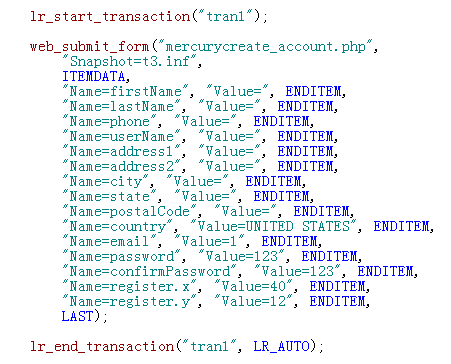 lr_start_transaction("tran1");
web_submit_form("mercurycreate_account.php",
"Snapshot=t3.inf",
ITEMDATA,
"Name=firstName", "Value=", ENDITEM,
"Name=lastName", "Value=", ENDITEM,
"Name=phone", "Value=", ENDITEM,
"Name=userName", "Value=", ENDITEM,
"Name=address1", "Value=", ENDITEM,
"Name=address2", "Value=", ENDITEM,
"Name=city", "Value=", ENDITEM,
"Name=state", "Value=", ENDITEM,
"Name=postalCode", "Value=", ENDITEM,
"Name=country", "Value=UNITED STATES", ENDITEM,
"Name=email", "Value=1", ENDITEM,
"Name=password", "Value=123", ENDITEM,
"Name=confirmPassword", "Value=123", ENDITEM,
"Name=register.x", "Value=40", ENDITEM,
"Name=register.y", "Value=12", ENDITEM,
LAST);
lr_end_transaction("tran1", LR_AUTO);